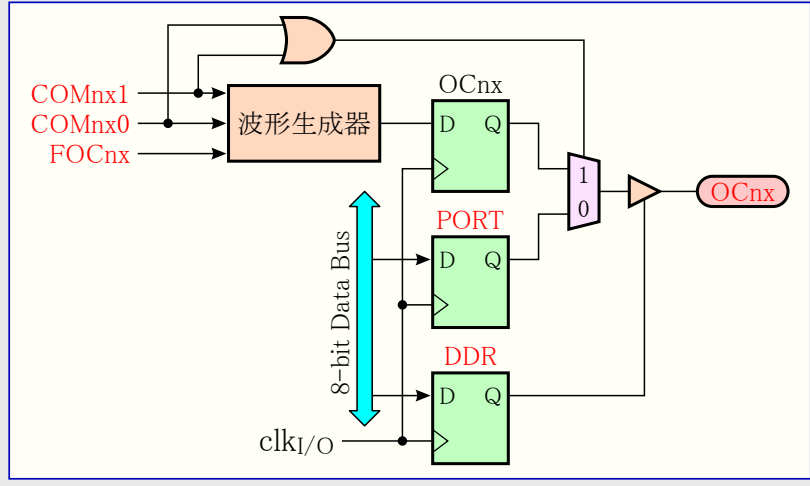 OCnx
COMnx1
COMnx0
FOCnx
波形生成器
D Q
1
0
OCnx
PORT
D Q
8-bit Data Bus
DDR
D Q
clkI/O